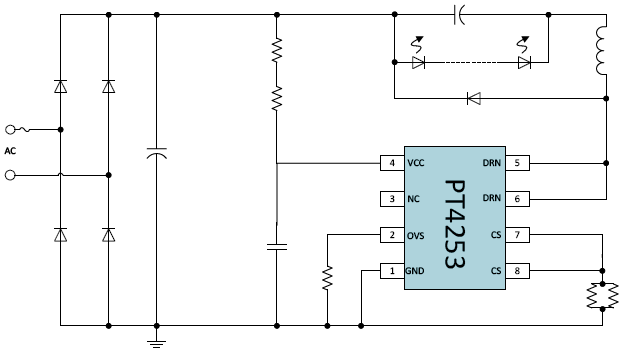 AC
4 VCC DRN 5
3 NC DRN 6
2 OVS CS 7
1 GND CS 8
PT4253